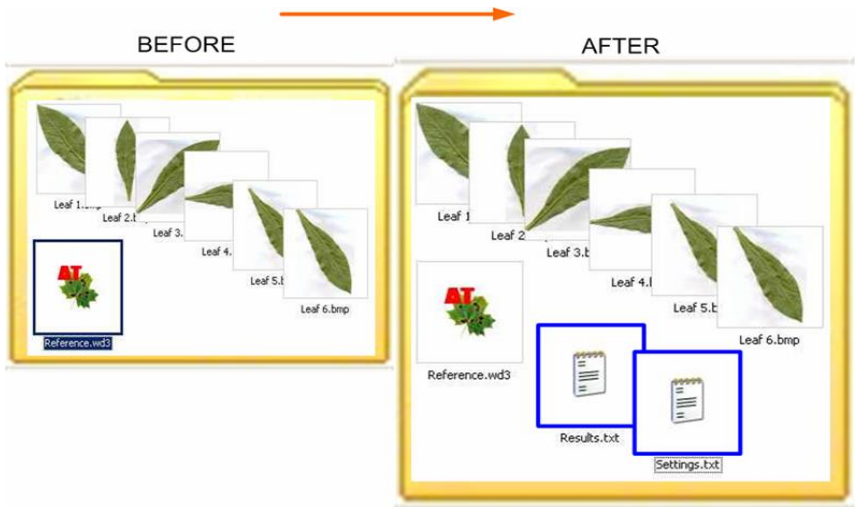 BEFORE
AFTER
Leaf 1.bmp
Leaf 2.b
Leaf 3.
Leaf 4.
Leaf 5.b
Leaf 6.bmp
AT
Reference.wd3
Leaf 1
Leaf 2
Leaf 3.b
Leaf 4.
Leaf 5.b
Leaf 6.bmp
AT
Reference.wd3
Results.txt
Settings.txt